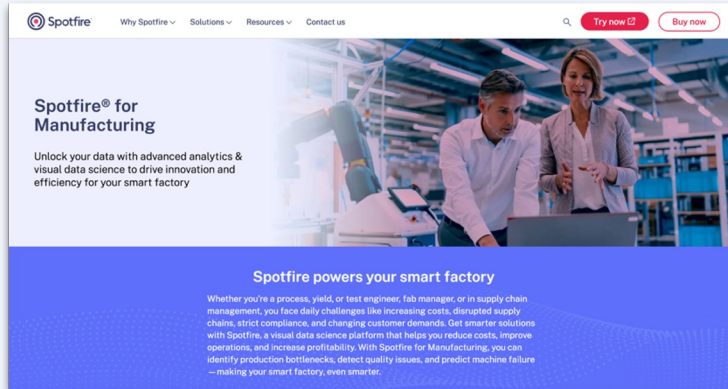 Spotfire®
Why Spotfire
Solutions
Resources
Contact us
Try now
Buy now
Spotfire® for
Manufacturing
Unlock your data with advanced analytics &
visual data science to drive innovation and
efficiency for your smart factory
Spotfire powers your smart factory
Whether you're a process, yield, or test engineer, fab manager, or in supply chain
management, you face daily challenges like increasing costs, disrupted supply
chains, strict compliance, and changing customer demands. Get smarter solutions
with Spotfire, a visual data science platform that helps you reduce costs, improve
operations, and increase profitability. With Spotfire for Manufacturing, you can
identify production bottlenecks, detect quality issues, and predict machine failure
—making your smart factory, even smarter.